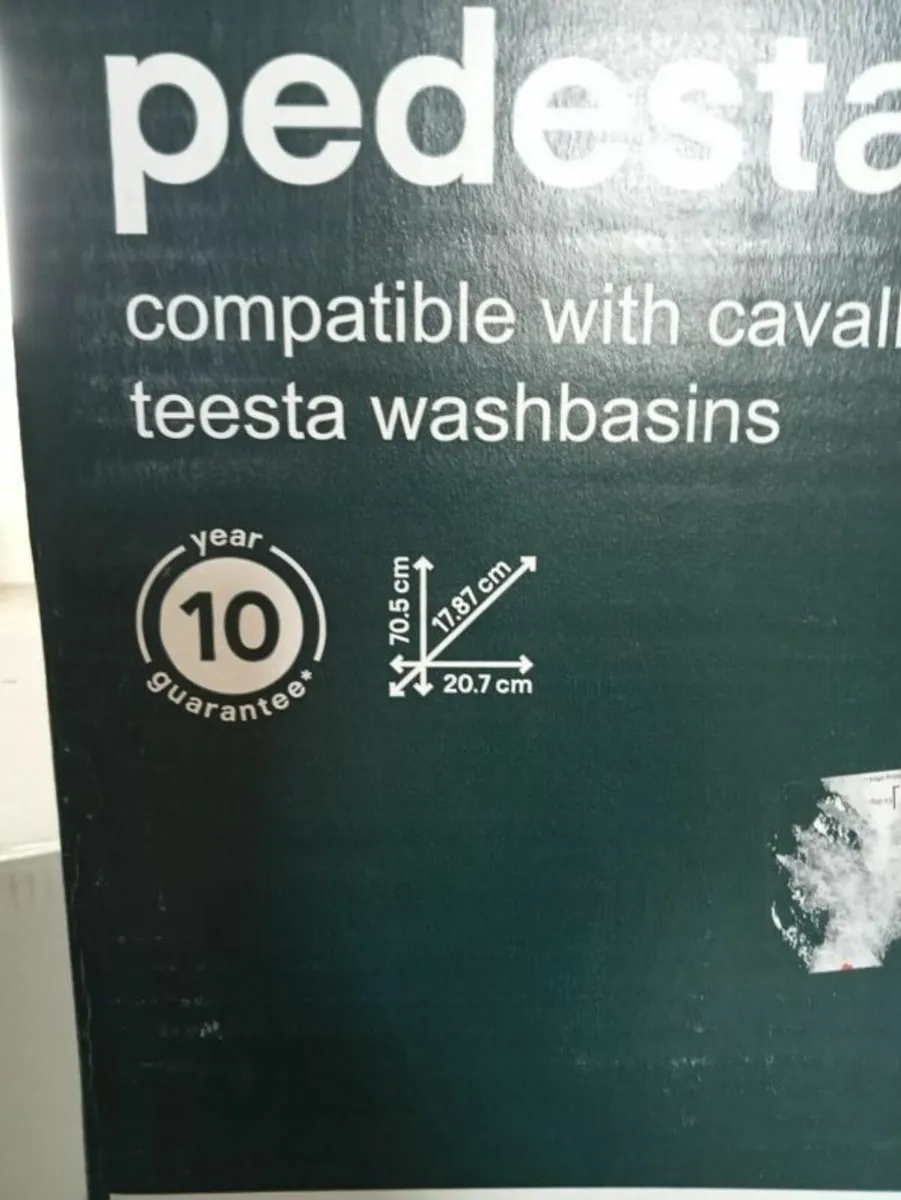 pedesta
compatible with cavall
teesta washbasins
year
10
guarantee*
70.5 cm
17.87 cm
20.7 cm